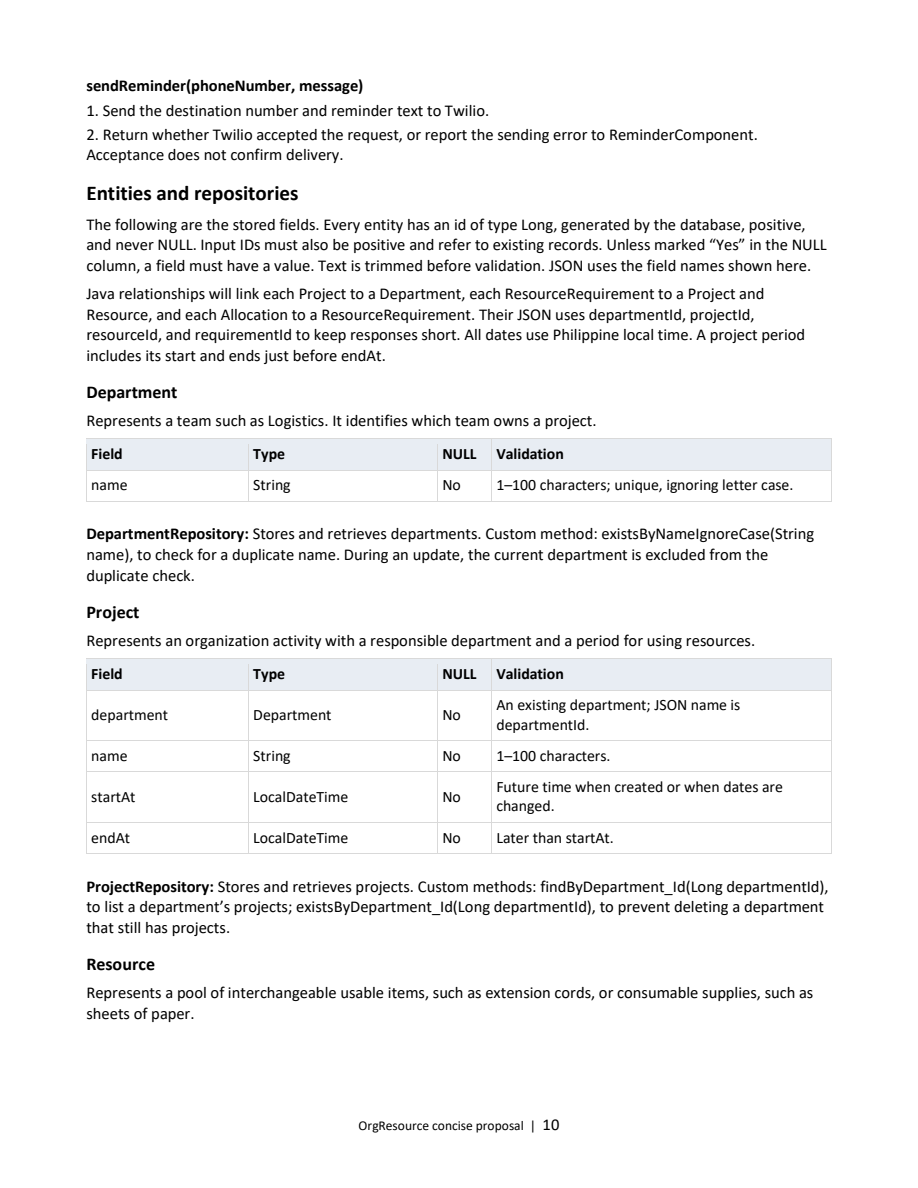 sendReminder(phoneNumber, message)
1. Send the destination number and reminder text to Twilio.
2. Return whether Twilio accepted the request, or report the sending error to ReminderComponent.
Acceptance does not confirm delivery.
Entities and repositories
The following are the stored fields. Every entity has an id of type Long, generated by the database, positive,
and never NULL. Input IDs must also be positive and refer to existing records. Unless marked “Yes” in the NULL
column, a field must have a value. Text is trimmed before validation. JSON uses the field names shown here.
Java relationships will link each Project to a Department, each ResourceRequirement to a Project and
Resource, and each Allocation to a ResourceRequirement. Their JSON uses departmentId, projectId,
resourceId, and requirementId to keep responses short. All dates use Philippine local time. A project period
includes its start and ends just before endAt.
Department
Represents a team such as Logistics. It identifies which team owns a project.
Field Type NULL Validation
name String No 1–100 characters; unique, ignoring letter case.
DepartmentRepository: Stores and retrieves departments. Custom method: existsByNameIgnoreCase(String
name), to check for a duplicate name. During an update, the current department is excluded from the
duplicate check.
Project
Represents an organization activity with a responsible department and a period for using resources.
Field Type NULL Validation
department Department No An existing department; JSON name is
departmentId.
name String No 1–100 characters.
startAt LocalDateTime No Future time when created or when dates are
changed.
endAt LocalDateTime No Later than startAt.
ProjectRepository: Stores and retrieves projects. Custom methods: findByDepartment_Id(Long departmentId),
to list a department’s projects; existsByDepartment_Id(Long departmentId), to prevent deleting a department
that still has projects.
Resource
Represents a pool of interchangeable usable items, such as extension cords, or consumable supplies, such as
sheets of paper.
OrgResource concise proposal | 10